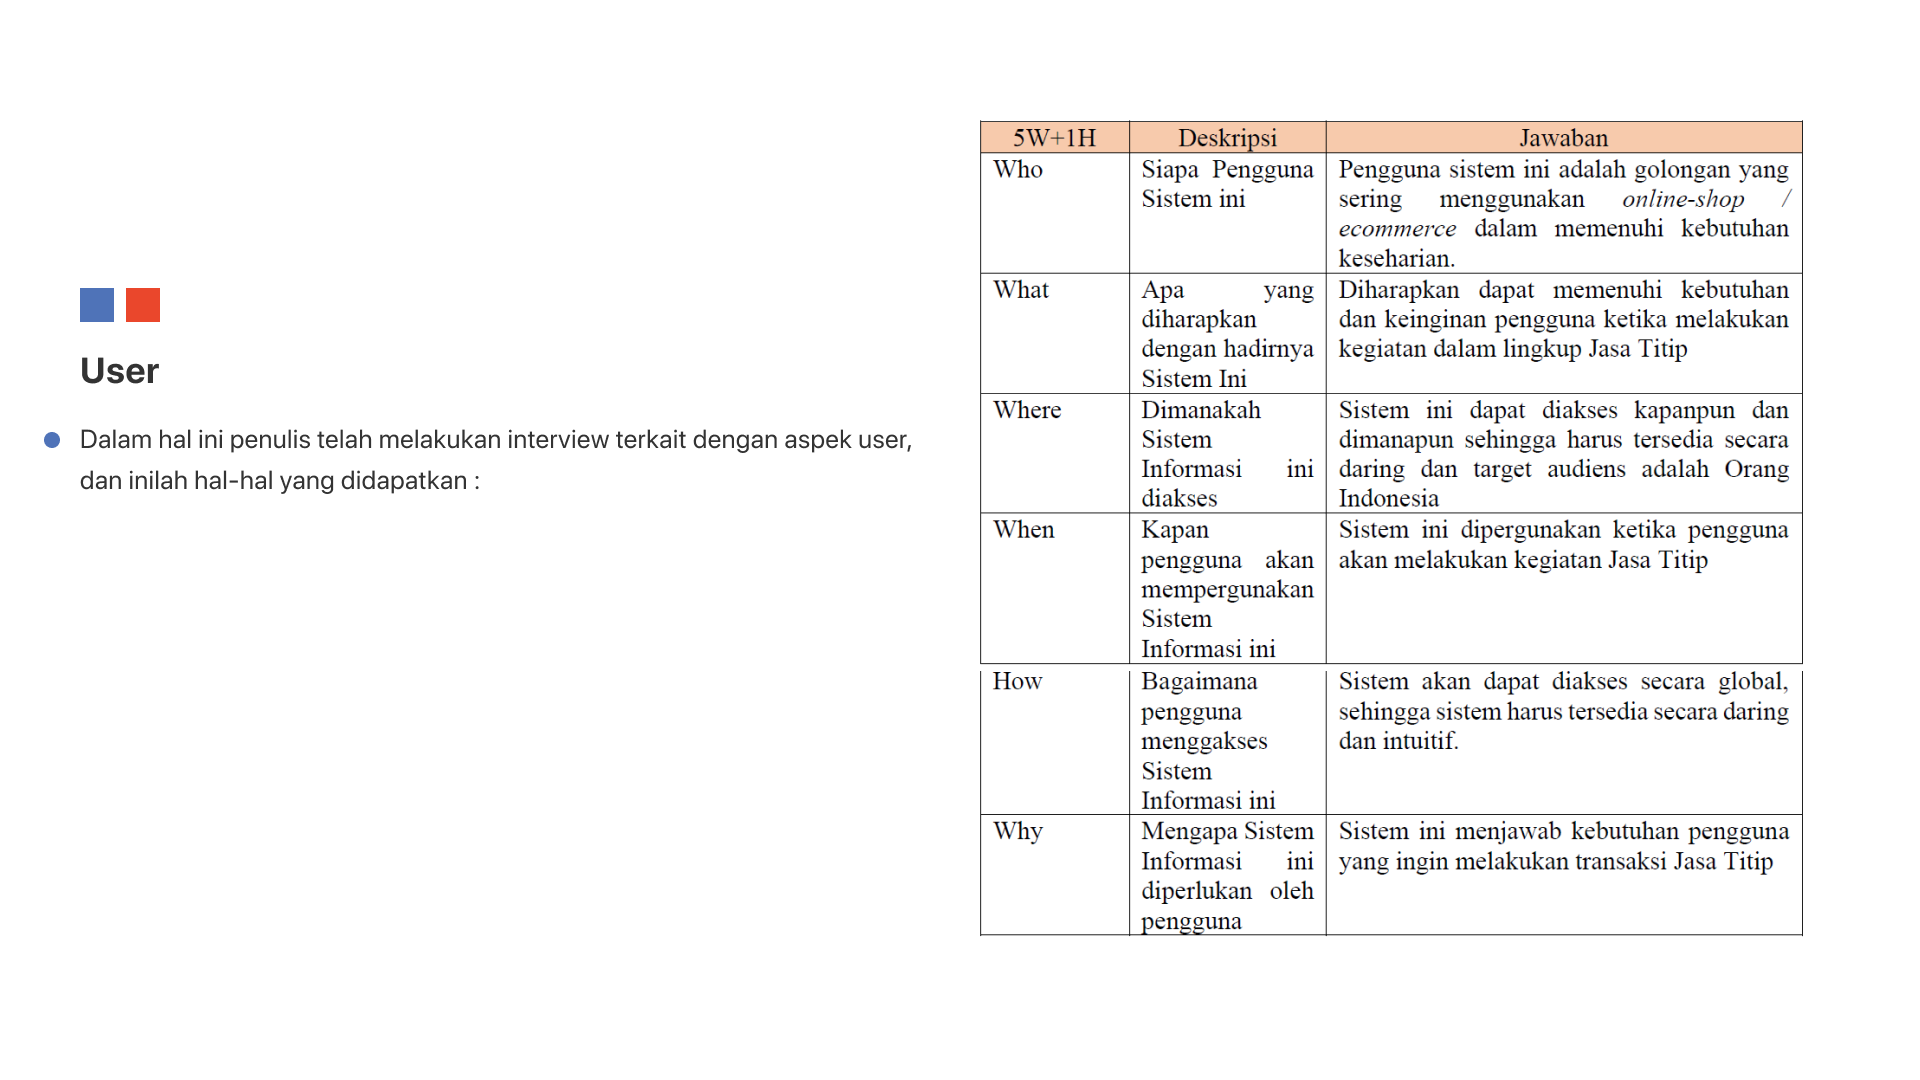 User
Dalam hal ini penulis telah melakukan interview terkait dengan aspek user,
dan inilah hal-hal yang didapatkan :
5W+1H Deskripsi Jawaban
Who
Siapa Pengguna
Sistem ini
Pengguna sistem ini adalah golongan yang
sering menggunakan online-shop /
ecommerce dalam memenuhi kebutuhan
keseharian.
What
Apa yang
diharapkan
dengan hadirnya
Sistem Ini
Diharapkan dapat memenuhi kebutuhan
dan keinginan pengguna ketika melakukan
kegiatan dalam lingkup Jasa Titip
Where
Dimanakah
Sistem
Informasi ini
diakses
Sistem ini dapat diakses kapanpun dan
dimanapun sehingga harus tersedia secara
daring dan target audiens adalah Orang
Indonesia
When
Kapan
pengguna akan
mempergunakan
Sistem
Informasi ini
Sistem ini dipergunakan ketika pengguna
akan melakukan kegiatan Jasa Titip
How
Bagaimana
pengguna
menggakses
Sistem
Informasi ini
Sistem akan dapat diakses secara global,
sehingga sistem harus tersedia secara daring
dan intuitif.
Why
Mengapa Sistem
Informasi ini
diperlukan oleh
pengguna
Sistem ini menjawab kebutuhan pengguna
yang ingin melakukan transaksi Jasa Titip